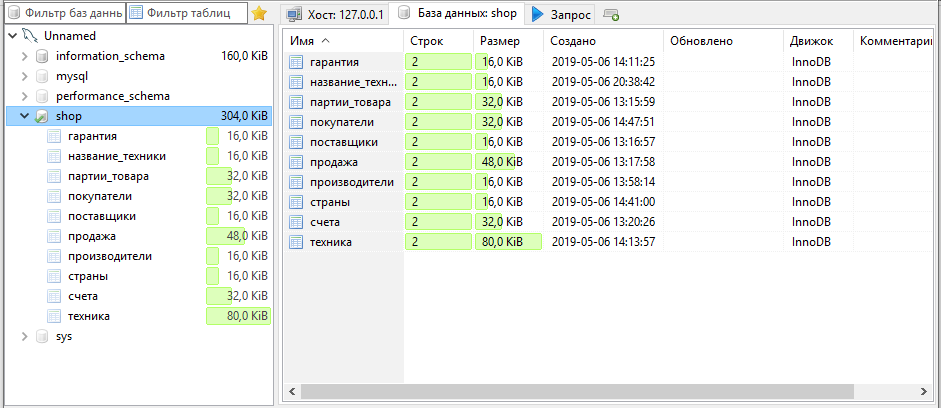 Фильтр баз даннь
Фильтр таблиц
Unnamed
information_schema 160,0 KiB
mysql
performance_schema
shop 304,0 KiB
гарантия 16,0 KiB
название_техники 16,0 KiB
партии_товара 32,0 KiB
покупатели 32,0 KiB
поставщики 16,0 KiB
продажа 48,0 KiB
производители 16,0 KiB
страны 16,0 KiB
счета 32,0 KiB
техника 80,0 KiB
sys
Хост: 127.0.0.1
База данных: shop
Запрос
Имя Строк Размер Создано Обновлено Движок Комментари
гарантия 2 16,0 KiB 2019-05-06 14:11:25 InnoDB
название_техн... 2 16,0 KiB 2019-05-06 20:38:42 InnoDB
партии_товара 2 32,0 KiB 2019-05-06 13:15:59 InnoDB
покупатели 2 32,0 KiB 2019-05-06 14:47:51 InnoDB
поставщики 2 16,0 KiB 2019-05-06 13:16:57 InnoDB
продажа 2 48,0 KiB 2019-05-06 13:17:58 InnoDB
производители 2 16,0 KiB 2019-05-06 13:58:14 InnoDB
страны 2 16,0 KiB 2019-05-06 14:41:00 InnoDB
счета 2 32,0 KiB 2019-05-06 13:20:26 InnoDB
техника 2 80,0 KiB 2019-05-06 14:13:57 InnoDB